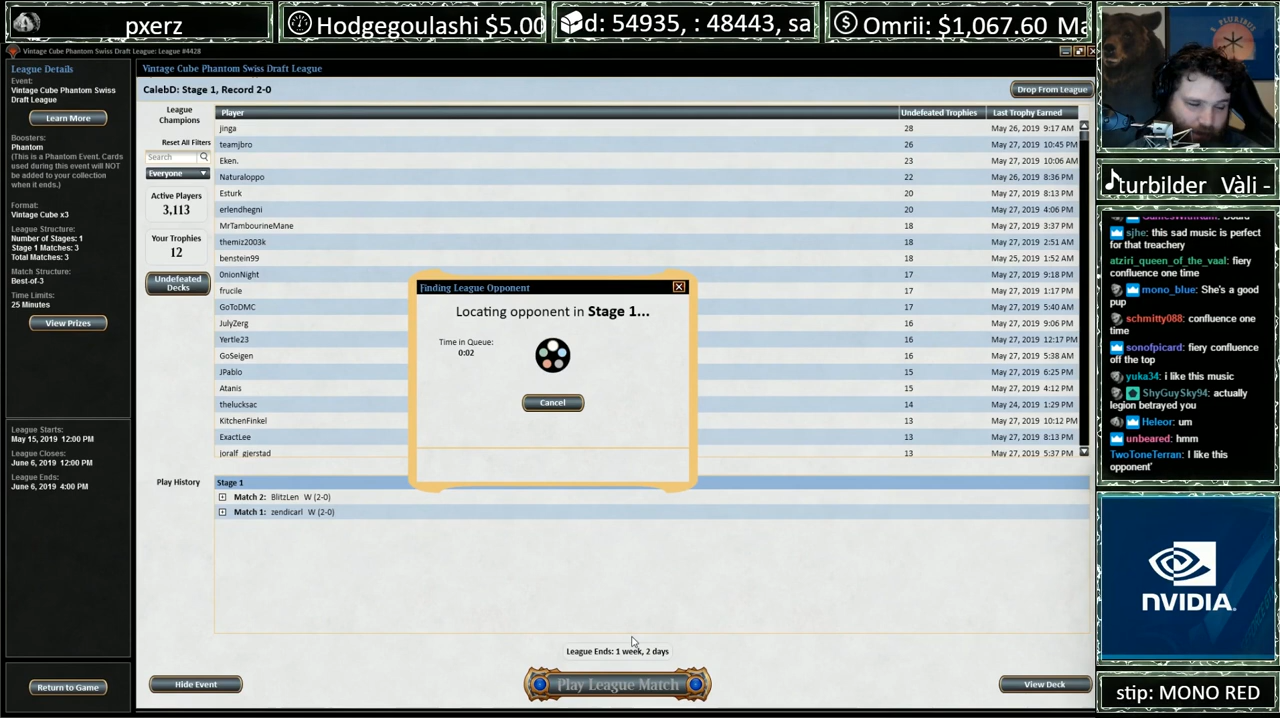 pxerz
Hodgegoulashi $5.00
d: 54935, : 48443, sa
Omrii: $1,067.60 Ma
Vintage Cube Phantom Swiss Draft League: League #4428
League Details
Event:
Vintage Cube Phantom Swiss
Draft League
Learn More
Boosters:
Phantom
(This is a Phantom Event. Cards
used during this event will NOT
be added to your collection
when it ends.)
Format:
Vintage Cube x3
League Structure:
Number of Stages: 1
Stage 1 Matches: 3
Total Matches: 3
Match Structure:
Best-of-3
Time Limits:
25 Minutes
View Prizes
League Starts:
May 15, 2019 12:00 PM
League Closes:
June 6, 2019 12:00 PM
League Ends:
June 6, 2019 4:00 PM
Return to Game
Vintage Cube Phantom Swiss Draft League
CalebD: Stage 1, Record 2-0
Drop From League
League
Champions
Reset All Filters
Search
Everyone
Active Players
3,113
Your Trophies
12
Undefeated
Decks
Player Undefeated Trophies Last Trophy Earned
Jinga 28 May 26, 2019 9:17 AM
teamjbro 26 May 27, 2019 10:45 PM
Eken. 23 May 27, 2019 10:06 AM
Naturaloppo 22 May 26, 2019 8:36 PM
Esturk 20 May 27, 2019 8:13 PM
erlendhegni 20 May 27, 2019 4:06 PM
MrTambourineMane 18 May 27, 2019 3:37 PM
themiz2003k 18 May 27, 2019 2:51 AM
benstein99 18 May 25, 2019 1:52 AM
0nionNight 17 May 27, 2019 9:18 PM
frucile 17 May 27, 2019 1:17 PM
GoToDMC 17 May 27, 2019 5:40 AM
JulyZerg 16 May 27, 2019 9:06 PM
Yertle23 16 May 27, 2019 12:17 PM
GoSeigen 16 May 27, 2019 5:38 AM
JPablo 15 May 27, 2019 6:25 PM
Atanis 15 May 27, 2019 4:12 PM
thelucksac 14 May 24, 2019 1:29 PM
KitchenFinkel 13 May 27, 2019 10:12 PM
ExactLee 13 May 27, 2019 8:13 PM
Joralf_gjerstad 13 May 27, 2019 5:37 PM
Finding League Opponent
Locating opponent in Stage 1...
Time in Queue:
0:02
Cancel
Play History
Stage 1
Match 2: BlitzLen W (2-0)
Match 1: zendicarl W (2-0)
League Ends: 1 week, 2 days
Hide Event
Play League Match
View Deck
PLURIBUS
turbilder Vàli -
sjhe: this sad music is perfect
for that treachery
atziri_queen_of_the_vaal: fiery
confluence one time
mono_blue: She's a good
pup
schmitty088: confluence one
time
sonofpicard: fiery confluence
off the top
yuka34: i like this music
ShyGuySky94: actually
legion betrayed you
Heleor: um
unbeared: hmm
TwoToneTerran: I like this
opponent'
NVIDIA.
stip: MONO RED